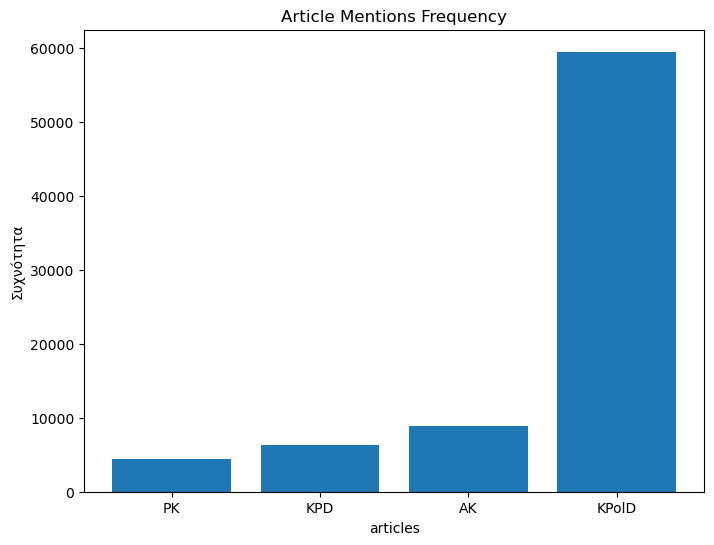 Article Mentions Frequency
60000
50000
40000
30000
20000
10000
0
Συχνότητα
PK KPD AK KPolD
articles